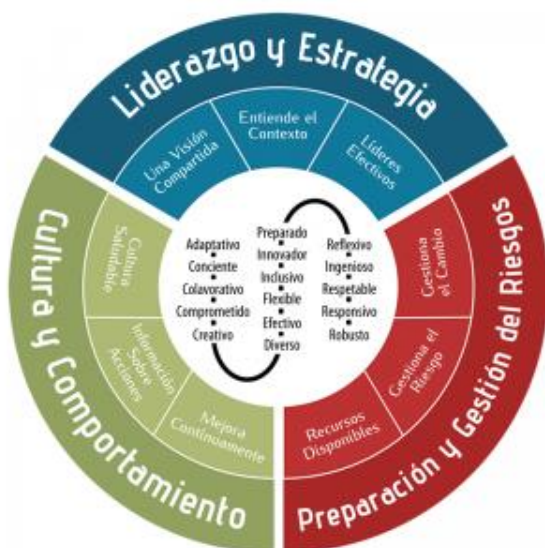 Liderazgo y Estrategia
Una Visión
Compartida
Entiende el
Contexto
Líderes
Efectivos
Preparación y Gestión del Riesgos
Gestiona
el Cambio
Gestiona el
Riesgo
Recursos
Disponibles
Cultura y Comportamiento
Cultura
Saludable
Información
Sobre
Acciones
Mejora
Continuamente
Adaptativo
Conciente
Colavorativo
Comprometido
Creativo
Preparado
Innovador
Inclusivo
Flexible
Efectivo
Diverso
Reflexivo
Ingenioso
Respetable
Responsivo
Robusto